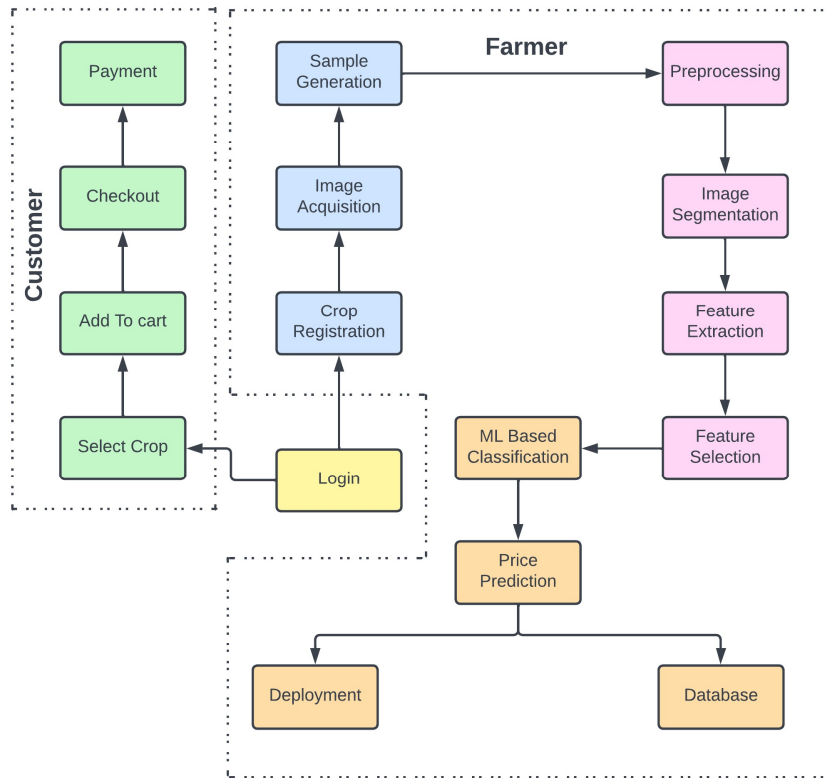 Customer
Payment
Checkout
Add To cart
Select Crop
Login
Farmer
Sample
Generation
Image
Acquisition
Crop
Registration
Preprocessing
Image
Segmentation
Feature
Extraction
Feature
Selection
ML Based
Classification
Price
Prediction
Deployment
Database